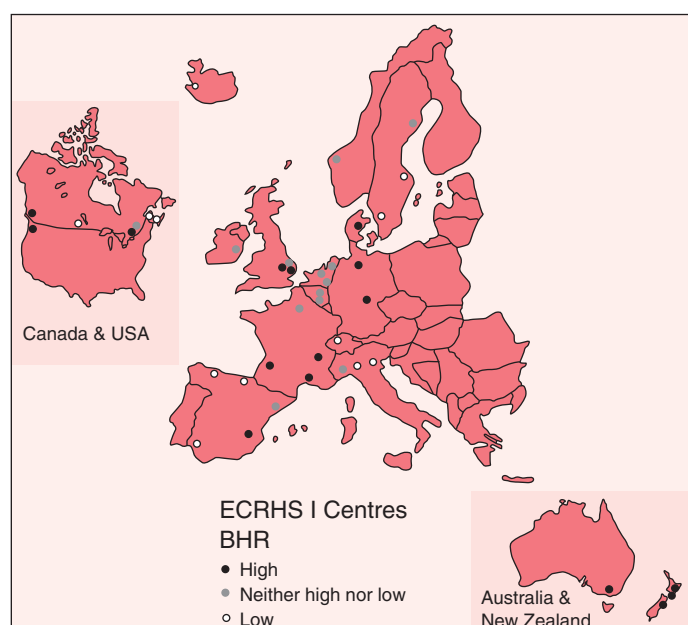 Canada & USA
ECRHS I Centres
BHR
High
Neither high nor low
Low
Australia &
New Zealand